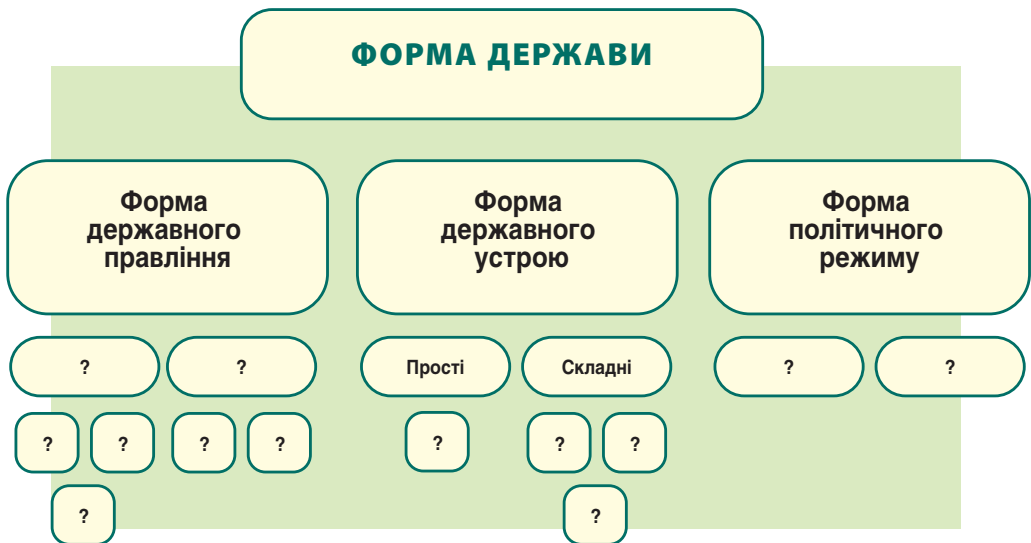 ФОРМА ДЕРЖАВИ
Форма
державного
правління
Форма
державного
устрою
Форма
політичного
режиму
? ? Прості Складні ? ?
? ? ? ? ? ? ?
? ?